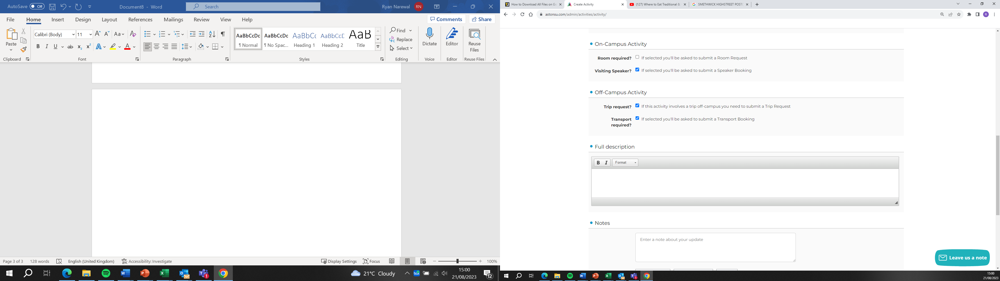 AutoSave Off
Document8 - Word
Search
Ryan Narewal RN
File Home Insert Design Layout References Mailings Review View Help
Comments Share
Paste
Calibri (Body) 11
Clipboard
Font
Paragraph
AaBbCcDc AaBbCcDc AaBbCc AaBbCcD AaB
¶ Normal ¶ No Spac... Heading 1 Heading 2 Title
Styles
Find
Replace
Select
Editing
Dictate
Voice
Editor
Editor
Reuse Files
Reuse Files
Page 3 of 3 128 words English (United Kingdom) Accessibility: Investigate
Display Settings Focus 100%
21°C Cloudy
15:00
21/08/2023
12
How to Download All Files on Go
Create Activity
(127) Where to Eat Traditional &
SMETHWICK HIGHSTREET POSTC
astonsu.com/admin/activities/activity/
On-Campus Activity
Room required? If selected you'll be asked to submit a Room Request
Visiting Speaker? If selected you'll be asked to submit a Speaker Booking
Off-Campus Activity
Trip request? If this activity involves a trip off-campus you need to submit a Trip Request
Transport required? If selected you'll be asked to submit a Transport Booking
Full description
B I Format
Notes
Enter a note about your update
Leave us a note
15:00
21/08/2023